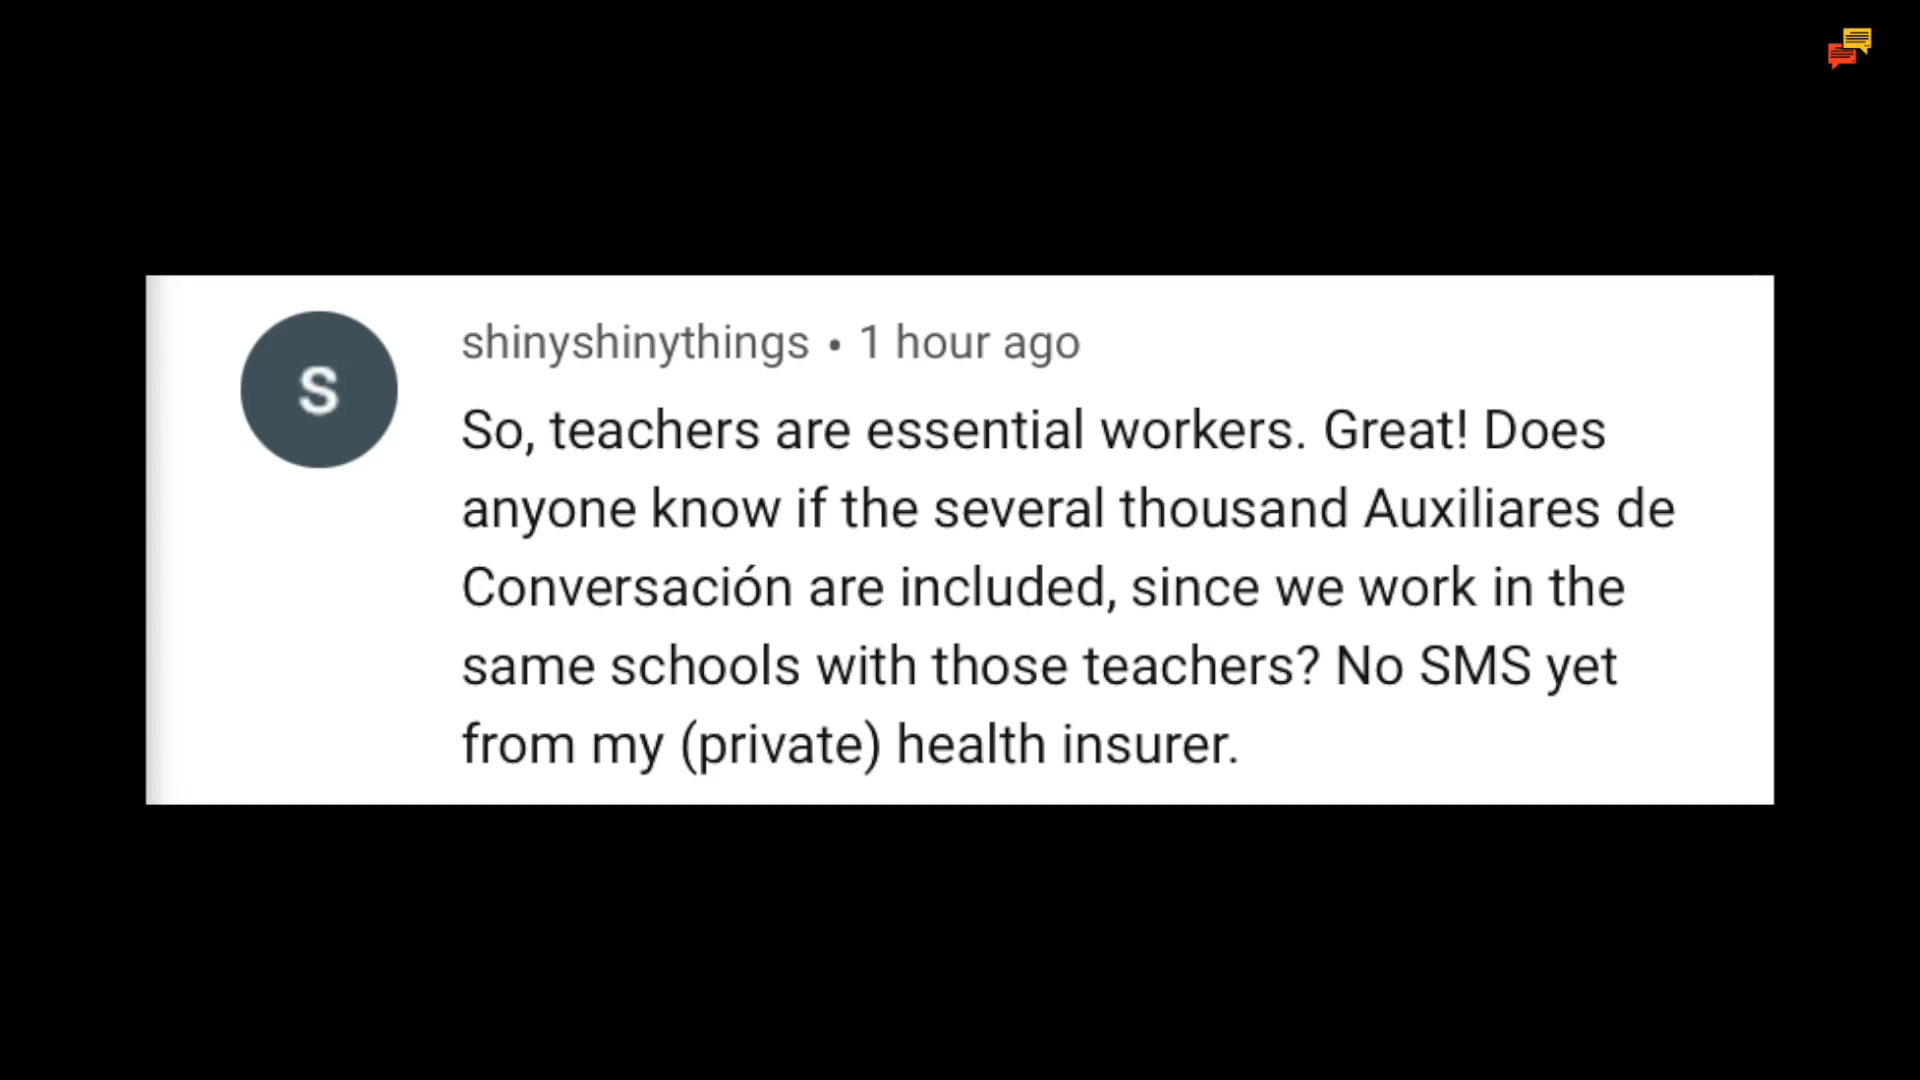 S
shinyshinythings • 1 hour ago
So, teachers are essential workers. Great! Does
anyone know if the several thousand Auxiliares de
Conversación are included, since we work in the
same schools with those teachers? No SMS yet
from my (private) health insurer.